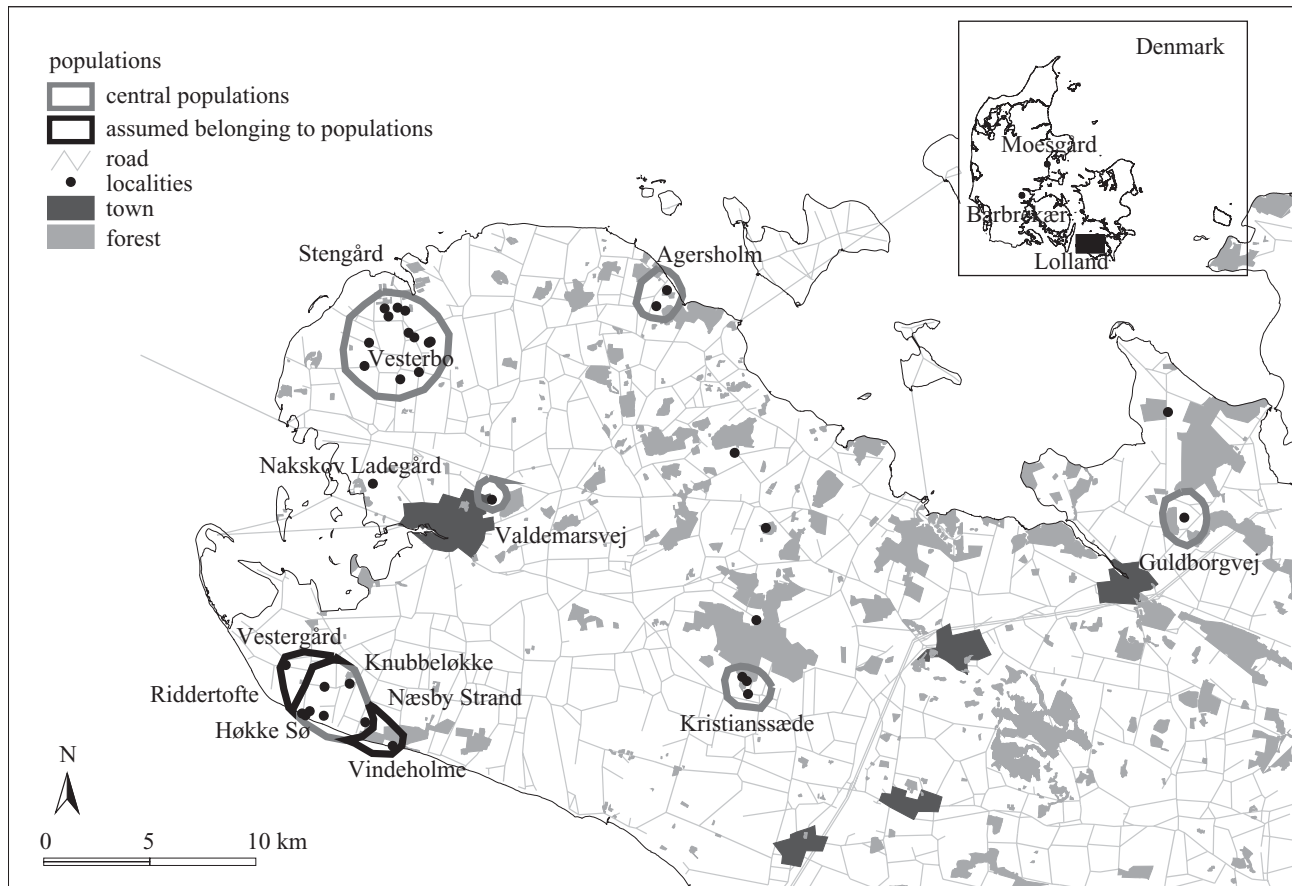 populations
central populations
assumed belonging to populations
road
localities
town
forest
Denmark
Moesgård
Barbrokær
Lolland
Stengård
Agersholm
Vesterbo
Nakskov Ladegård
Valdemarsvej
Guldborgvej
Vestergård
Knubbeløkke
Riddertofte
Næsby Strand
Høkke Sø
Kristianssæde
Vindeholme
N
0 5 10 km